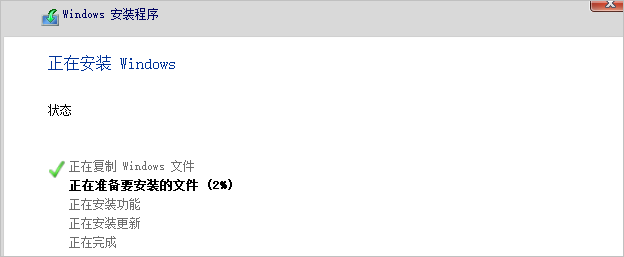 Windows 安装程序
正在安装 Windows
状态
正在复制 Windows 文件
正在准备要安装的文件 (2%)
正在安装功能
正在安装更新
正在完成